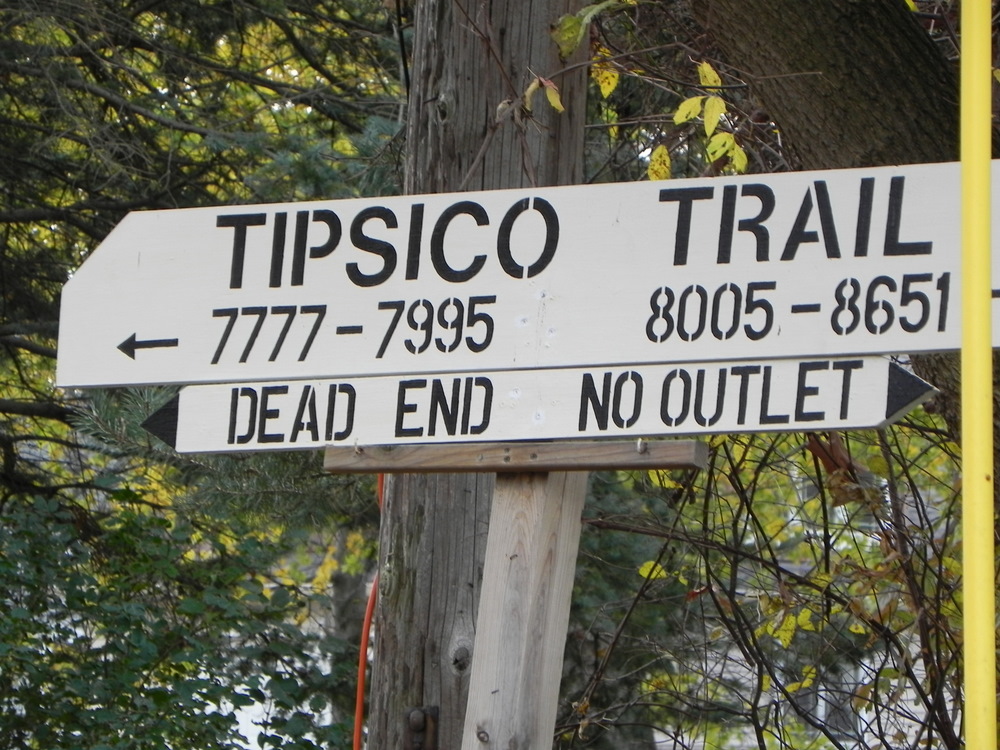 TIPSICO TRAIL
7777-7995 8005-8651
DEAD END NO OUTLET